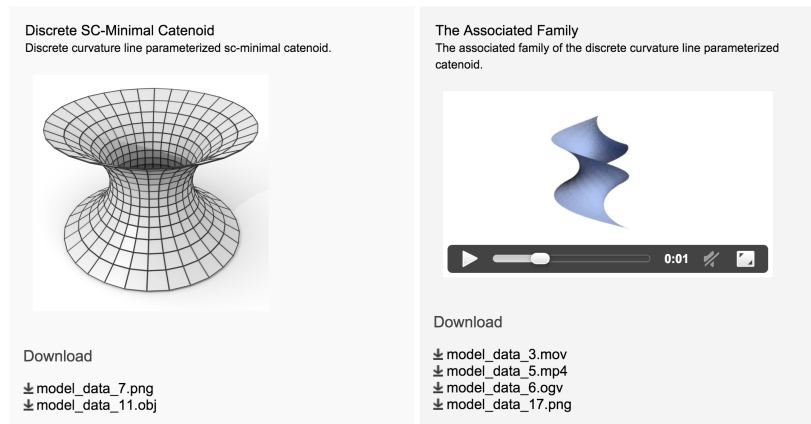 Discrete SC-Minimal Catenoid
Discrete curvature line parameterized sc-minimal catenoid.
Download
model_data_7.png
model_data_11.obj
The Associated Family
The associated family of the discrete curvature line parameterized
catenoid.
0:01
Download
model_data_3.mov
model_data_5.mp4
model_data_6.ogv
model_data_17.png